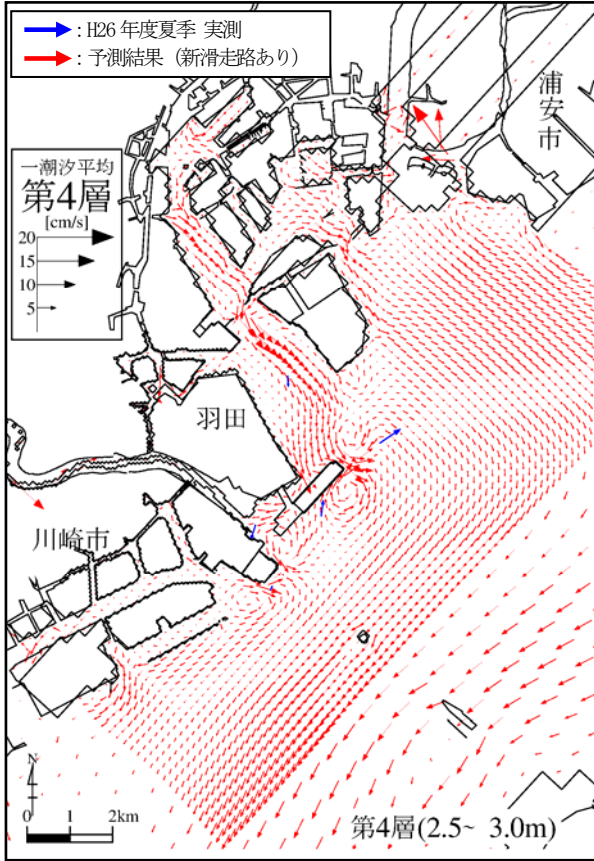 : H26 年度夏季 実測
: 予測結果（新滑走路あり）
浦安市
一潮汐平均
第4層
[cm/s]
20
15
10
5
羽田
川崎市
N
0 1 2km
第4層(2.5~ 3.0m)